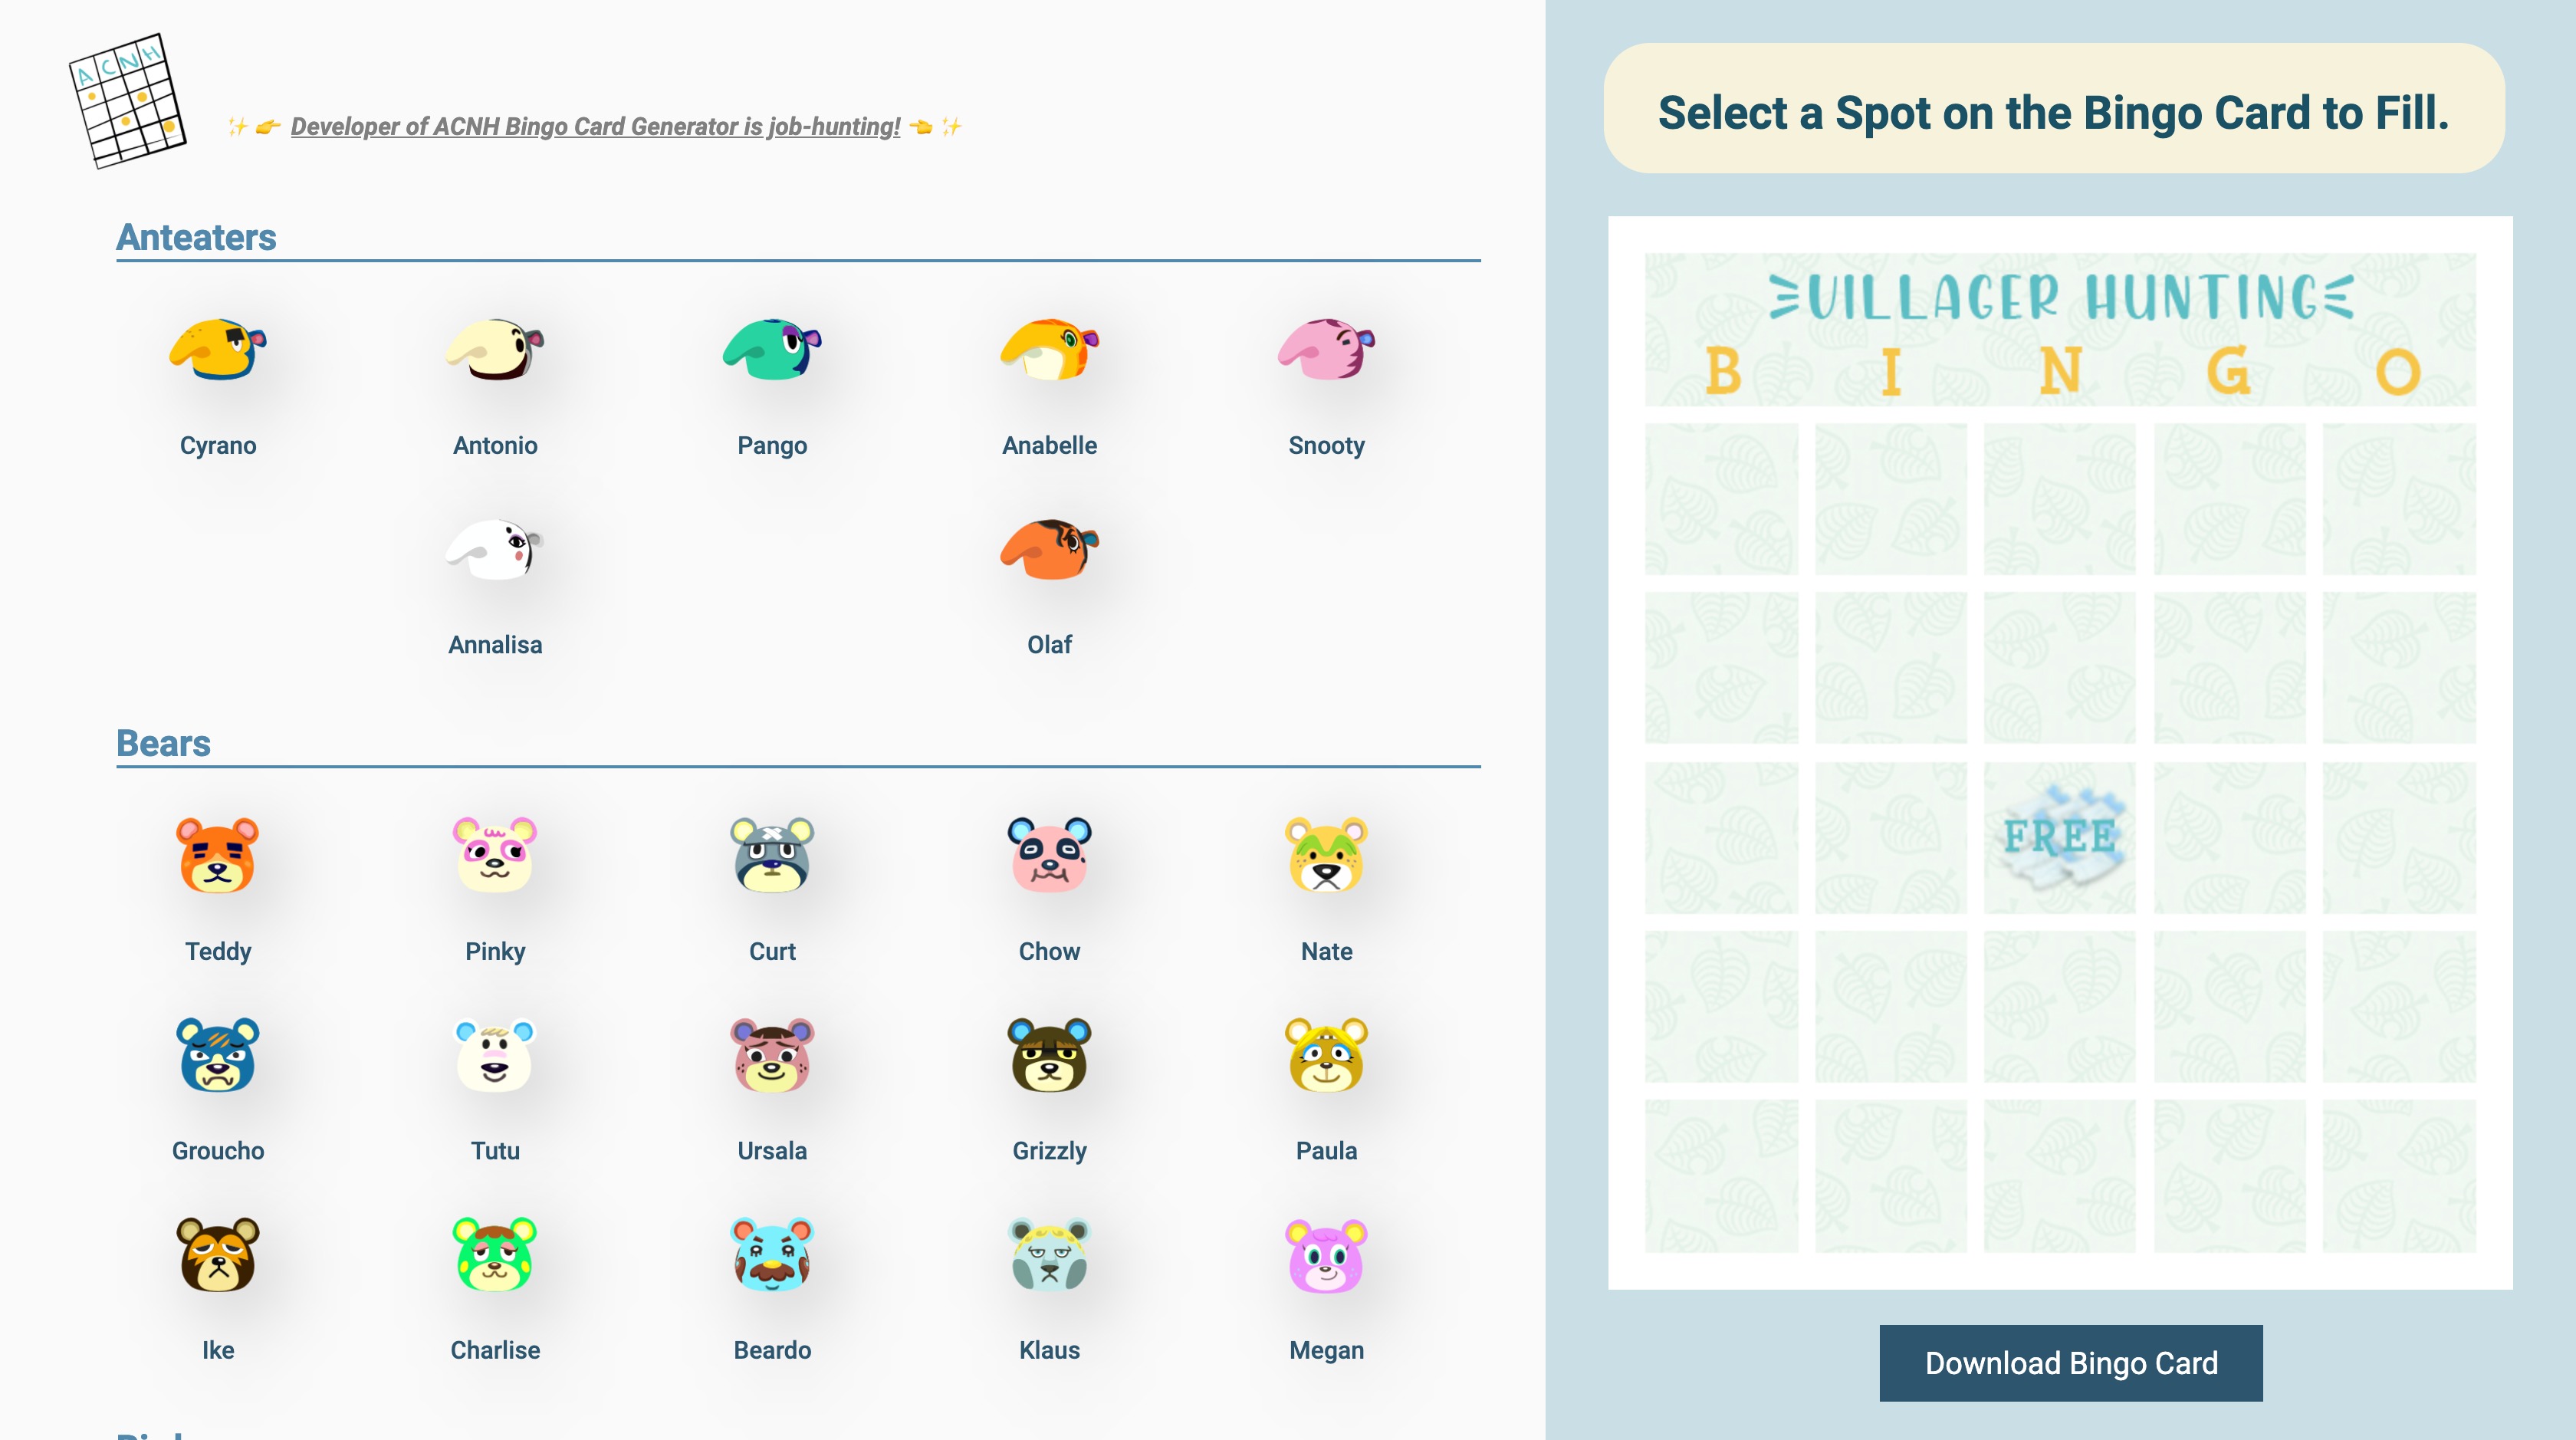 A C N H
✨ 👉 Developer of ACNH Bingo Card Generator is job-hunting! 👈 ✨
Anteaters
Cyrano Antonio Pango Anabelle Snooty
Annalisa Olaf
Bears
Teddy Pinky Curt Chow Nate
Groucho Tutu Ursala Grizzly Paula
Ike Charlise Beardo Klaus Megan
Select a Spot on the Bingo Card to Fill.
VILLAGER HUNTING
B I N G O
FREE
Download Bingo Card